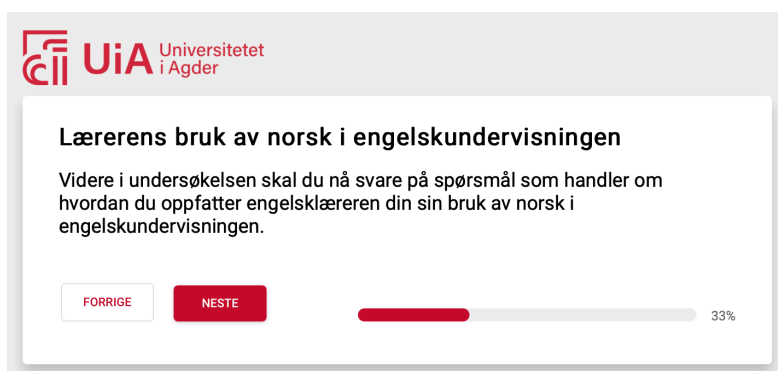 UiA Universitetet
i Agder
Lærerens bruk av norsk i engelskundervisningen
Videre i undersøkelsen skal du nå svare på spørsmål som handler om
hvordan du oppfatter engelsklæreren din sin bruk av norsk i
engelskundervisningen.
FORRIGE NESTE 33%